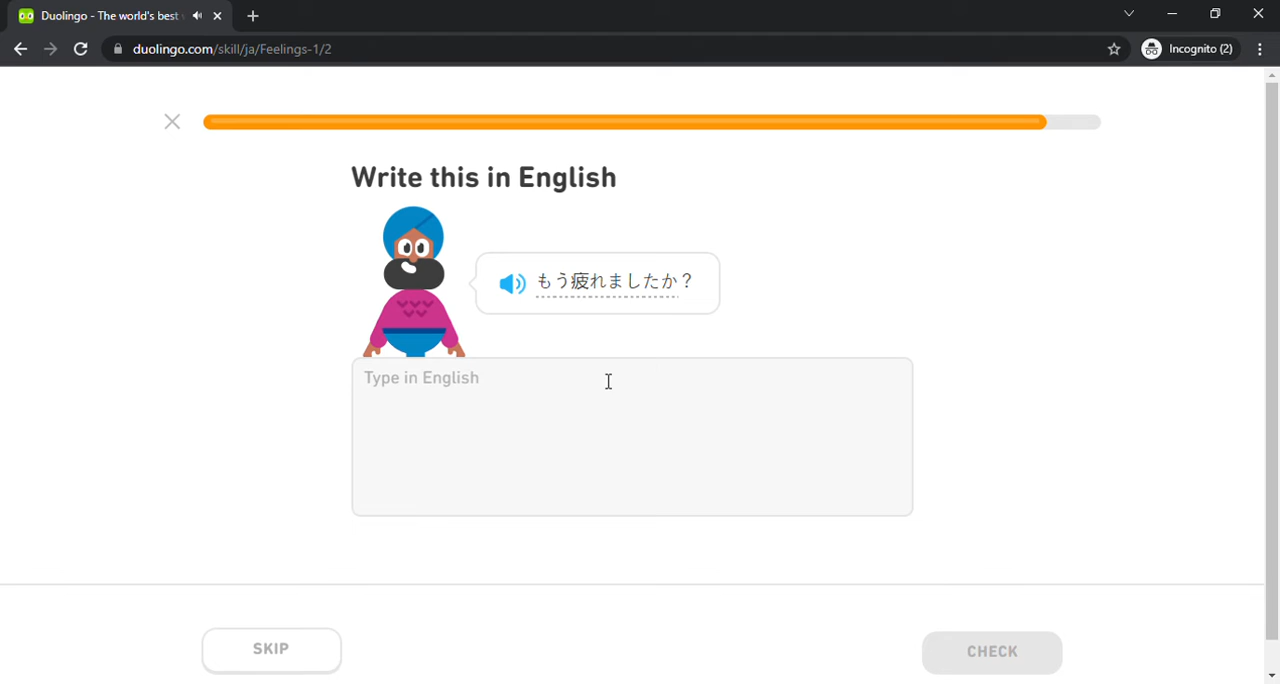 Duolingo - The world's best
duolingo.com/skill/ja/Feelings-1/2
Incognito (2)
Write this in English
もう疲れましたか？
Type in English
SKIP
CHECK